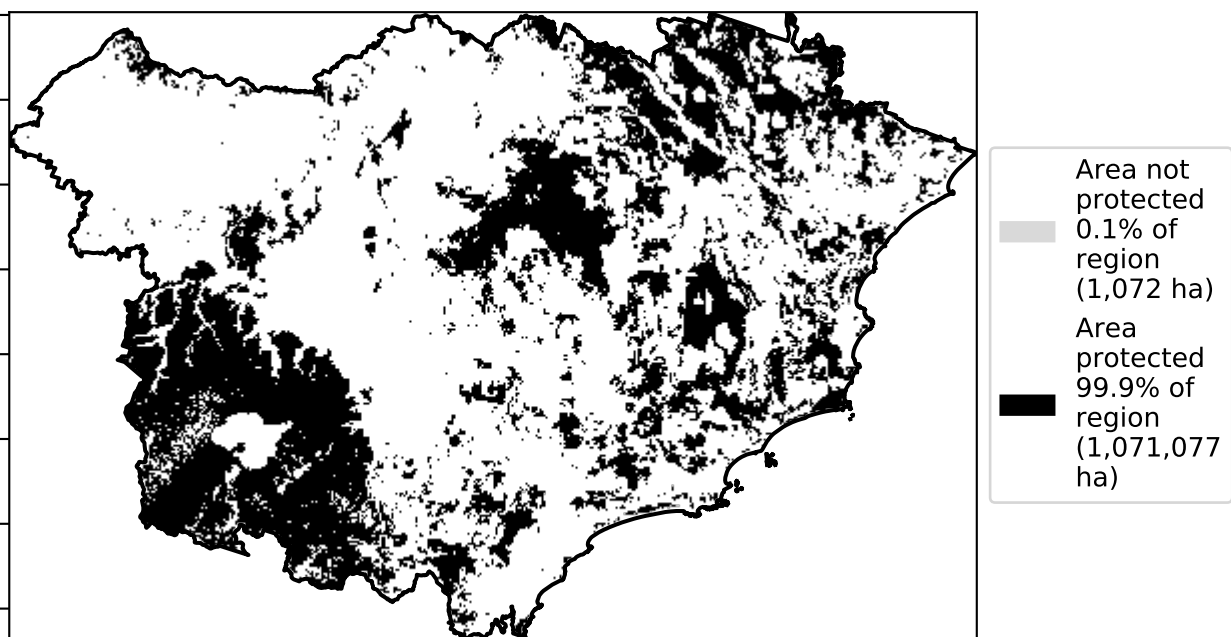 Area not
protected
0.1% of
region
(1,072 ha)
Area
protected
99.9% of
region
(1,071,077
ha)